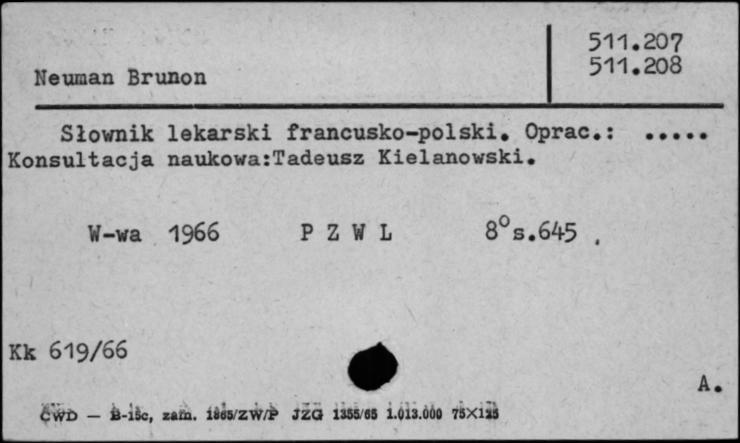 511.207
Neuman Brunon
511.208
Słownik lekarski francusko-polski. Oprac.: .....
Konsultacja naukowa:Tadeusz Kielanowski.
W-wa 1966 P Z W L 8° s.645 .
Kk 619/66
A.
ĆWD — B-15c, zam. 1865/ZW/P JZG 1355/65 1.013.000 75×125